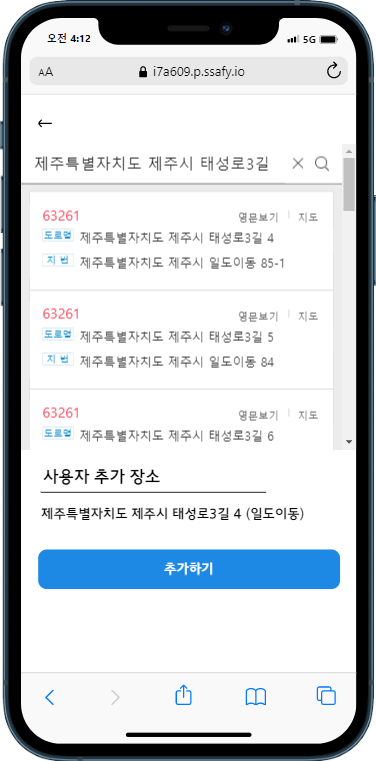 오전 4:12
5G
AA
i7a609.p.ssafy.io
←
제주특별자치도 제주시 태성로3길
63261
영문보기 | 지도
도로명 제주특별자치도 제주시 태성로3길 4
지 번 제주특별자치도 제주시 일도이동 85-1
63261
영문보기 | 지도
도로명 제주특별자치도 제주시 태성로3길 5
지 번 제주특별자치도 제주시 일도이동 84
63261
영문보기 | 지도
도로명 제주특별자치도 제주시 태성로3길 6
사용자 추가 장소
제주특별자치도 제주시 태성로3길 4 (일도이동)
추가하기